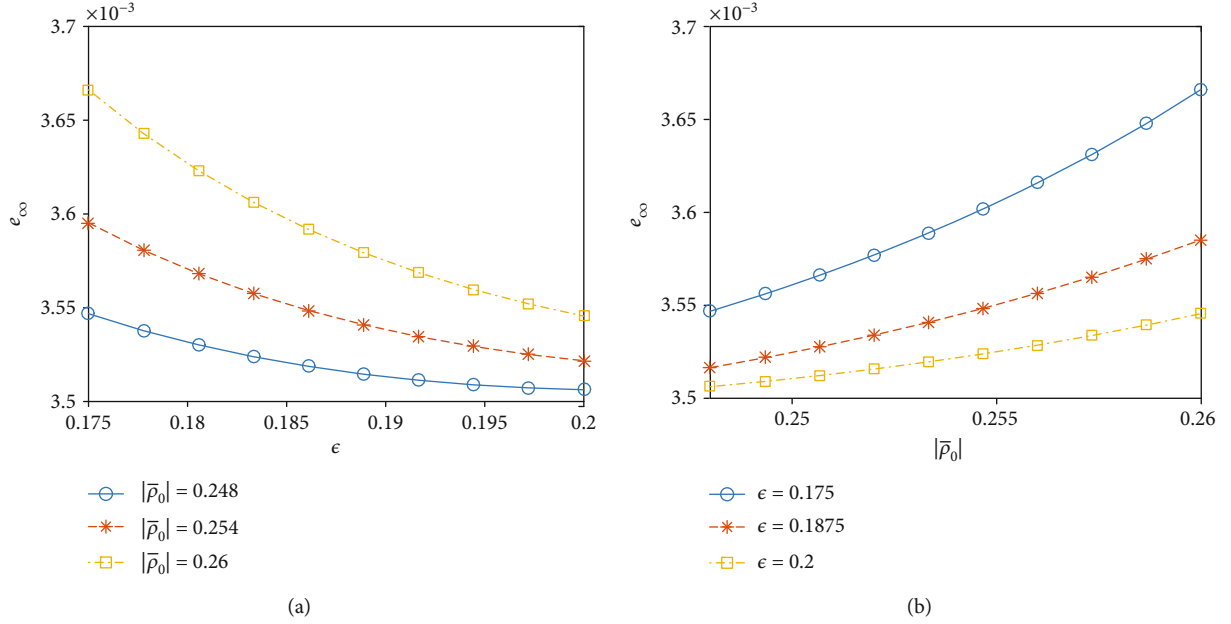 ×10⁻³
3.7
3.65
3.6
3.55
3.5
e∞
0.175 0.18 0.185 0.19 0.195 0.2
ϵ
|ρ̅₀| = 0.248
|ρ̅₀| = 0.254
|ρ̅₀| = 0.26
(a)
×10⁻³
3.7
3.65
3.6
3.55
3.5
e∞
0.25 0.255 0.26
|ρ̅₀|
ϵ = 0.175
ϵ = 0.1875
ϵ = 0.2
(b)